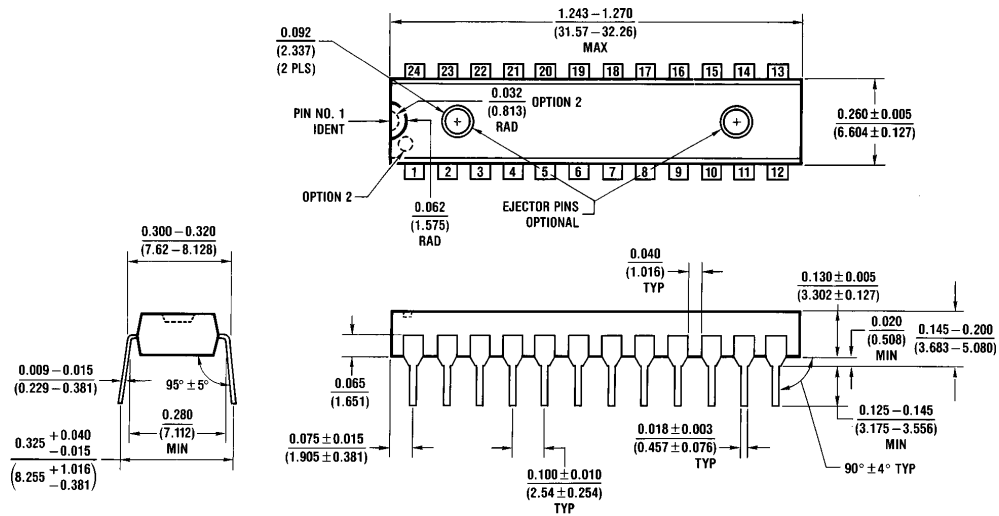 1.243 – 1.270
(31.57 – 32.26)
MAX
0.092
(2.337)
(2 PLS)
24 23 22 21 20 19 18 17 16 15 14 13
0.032
(0.813)
RAD
OPTION 2
PIN NO. 1
IDENT
0.260 ± 0.005
(6.604 ± 0.127)
1 2 3 4 5 6 7 8 9 10 11 12
OPTION 2
0.062
(1.575)
RAD
EJECTOR PINS
OPTIONAL
0.300 – 0.320
(7.62 – 8.128)
0.040
(1.016)
TYP
0.130 ± 0.005
(3.302 ± 0.127)
0.020
(0.508)
MIN
0.145 – 0.200
(3.683 – 5.080)
0.009 – 0.015
(0.229 – 0.381)
95° ± 5°
0.280
(7.112)
MIN
0.065
(1.651)
0.125 – 0.145
(3.175 – 3.556)
MIN
0.325 + 0.040
– 0.015
(8.255 + 1.016
– 0.381)
0.075 ± 0.015
(1.905 ± 0.381)
0.018 ± 0.003
(0.457 ± 0.076)
TYP
0.100 ± 0.010
(2.54 ± 0.254)
TYP
90° ± 4° TYP